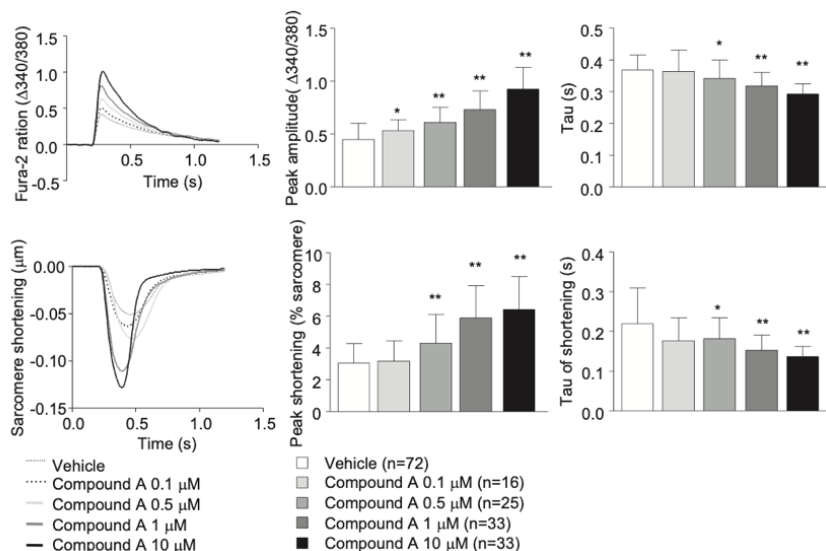 Fura-2 ration (Δ340/380)
1.5
1.0
0.5
0.0
-0.5
0.5
1.0
1.5
Time (s)
Peak amplitude( Δ340/380)
1.5
1.0
0.5
0.0
*
**
**
**
Tau (s)
0.5
0.4
0.3
0.2
0.1
0.0
*
**
**
Sarcomere shortening (μm)
0.00
-0.05
-0.10
-0.15
0.0
0.5
1.0
1.5
Time (s)
Peak shortening (% sarcomere)
10
8
6
4
2
0
**
**
**
Tau of shortening (s)
0.4
0.3
0.2
0.1
0.0
*
**
**
Vehicle
Compound A 0.1 μM
Compound A 0.5 μM
Compound A 1 μM
Compound A 10 μM
Vehicle (n=72)
Compound A 0.1 μM (n=16)
Compound A 0.5 μM (n=25)
Compound A 1 μM (n=33)
Compound A 10 μM (n=33)